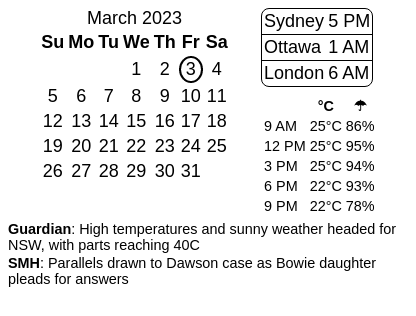 March 2023
Su Mo Tu We Th Fr Sa
1 2 3 4
5 6 7 8 9 10 11
12 13 14 15 16 17 18
19 20 21 22 23 24 25
26 27 28 29 30 31
Sydney 5 PM
Ottawa 1 AM
London 6 AM
°C ☂
9 AM 25°C 86%
12 PM 25°C 95%
3 PM 25°C 94%
6 PM 22°C 93%
9 PM 22°C 78%
Guardian: High temperatures and sunny weather headed for
NSW, with parts reaching 40C
SMH: Parallels drawn to Dawson case as Bowie daughter
pleads for answers